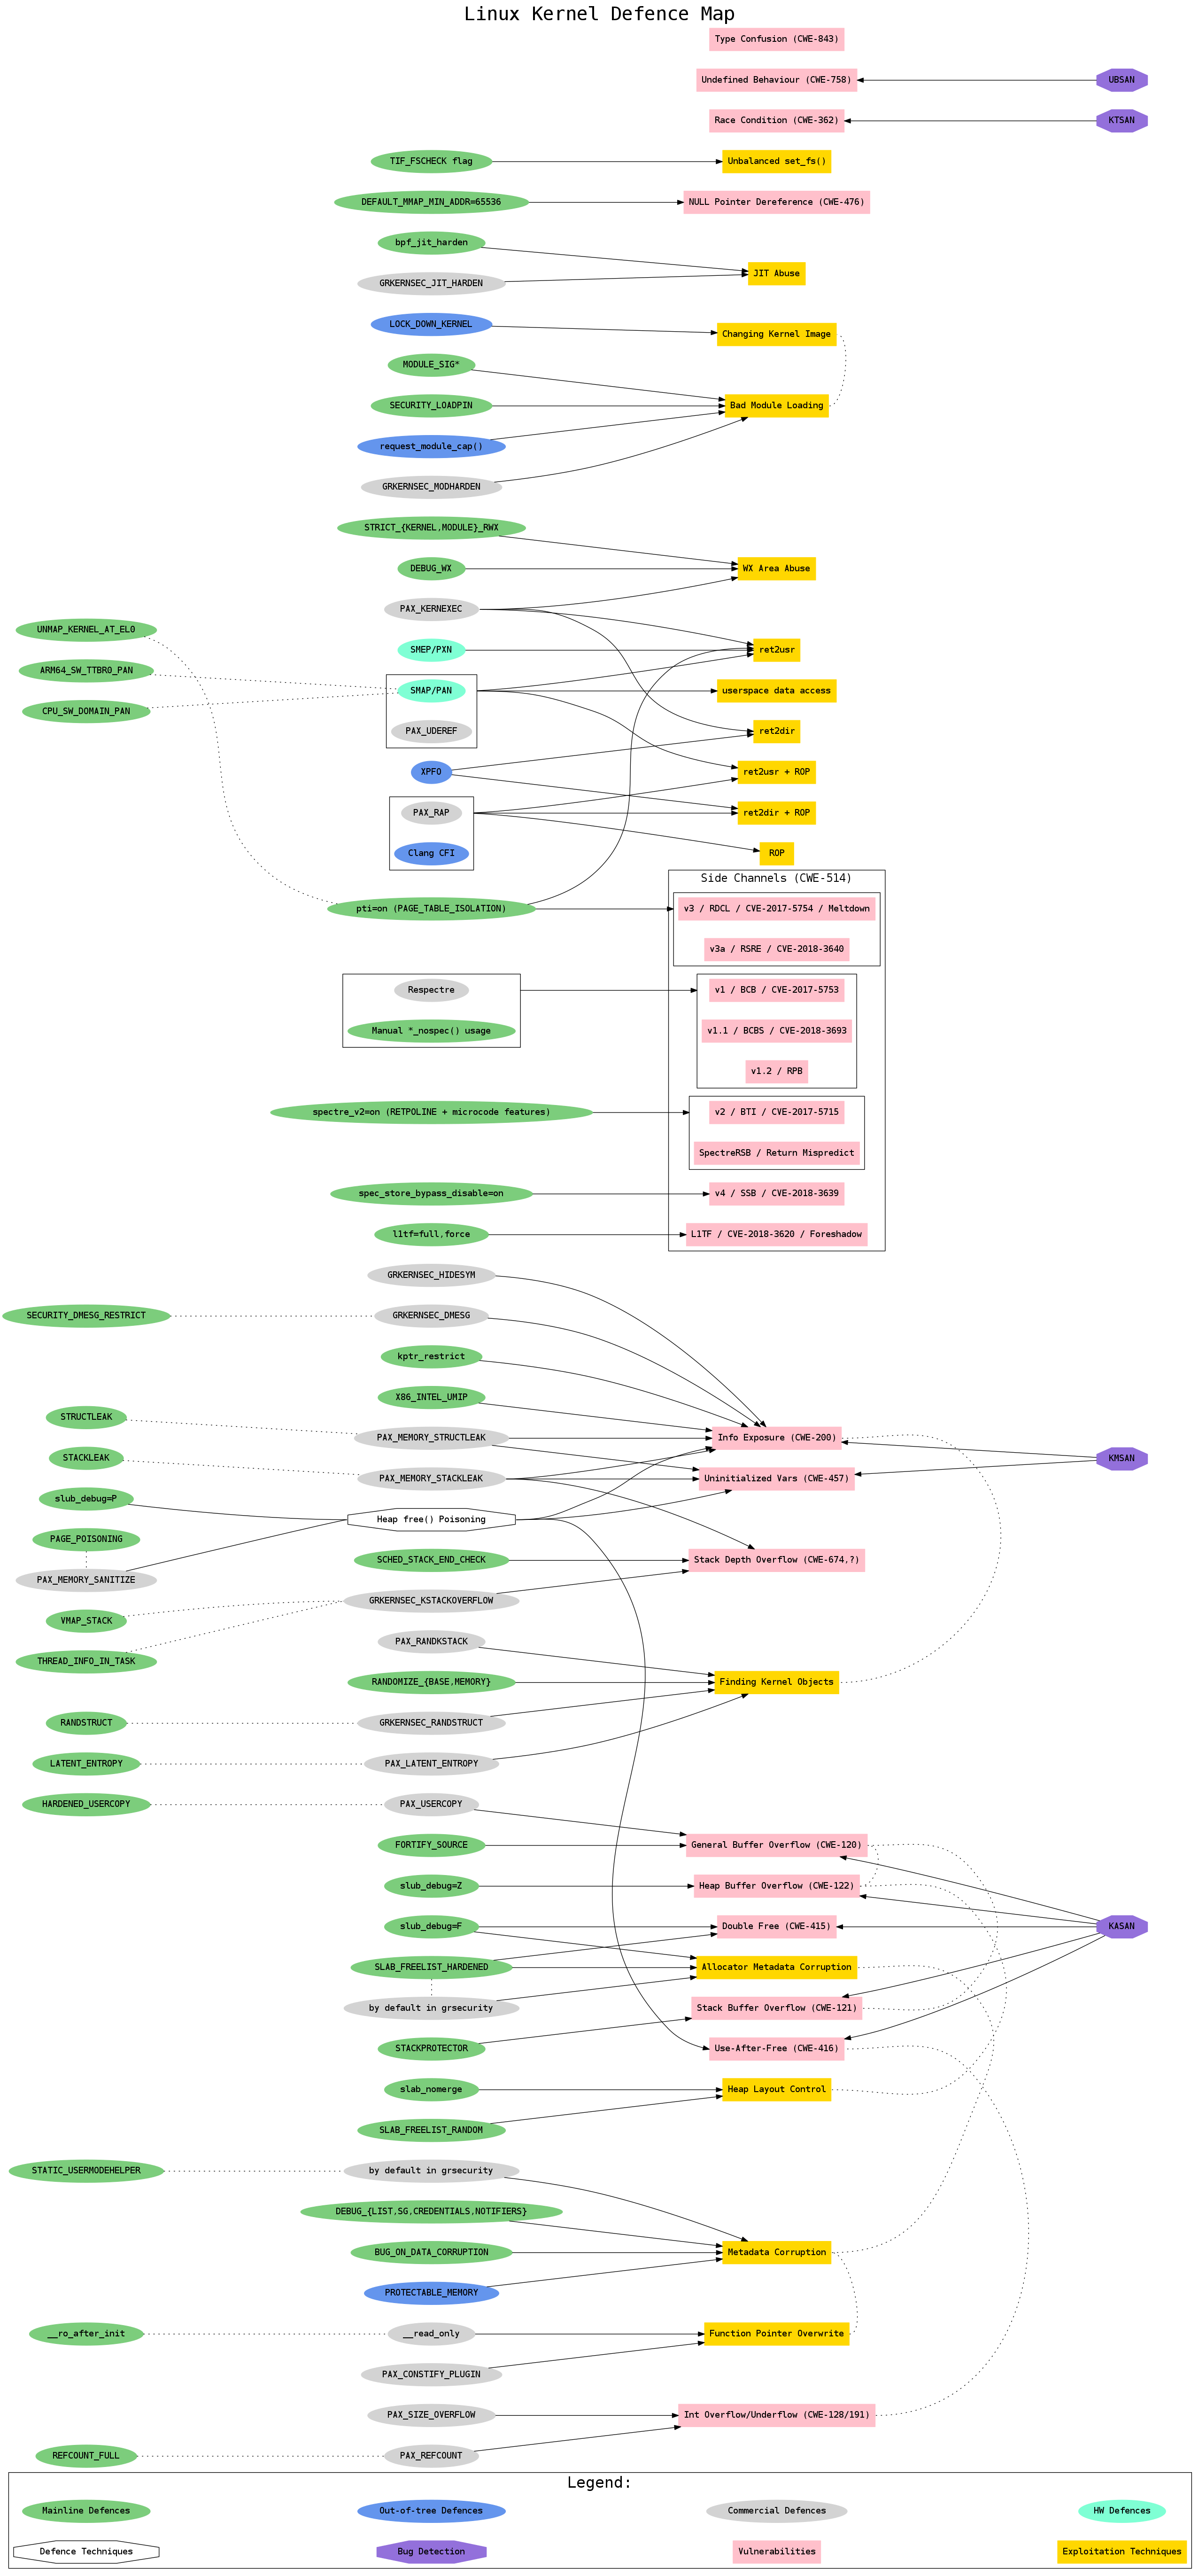 Linux Kernel Defence Map
Type Confusion (CWE-843)
Undefined Behaviour (CWE-758)
UBSAN
Race Condition (CWE-362)
KTSAN
TIF_FSCHECK flag
Unbalanced set_fs()
DEFAULT_MMAP_MIN_ADDR=65536
NULL Pointer Dereference (CWE-476)
bpf_jit_harden
JIT Abuse
GRKERNSEC_JIT_HARDEN
LOCK_DOWN_KERNEL
Changing Kernel Image
MODULE_SIG*
SECURITY_LOADPIN
Bad Module Loading
request_module_cap()
GRKERNSEC_MODHARDEN
STRICT_{KERNEL,MODULE}_RWX
DEBUG_WX
WX Area Abuse
PAX_KERNEXEC
UNMAP_KERNEL_AT_EL0
SMEP/PXN
ret2usr
ARM64_SW_TTBR0_PAN
SMAP/PAN
userspace data access
CPU_SW_DOMAIN_PAN
PAX_UDEREF
ret2dir
XPFO
ret2usr + ROP
PAX_RAP
ret2dir + ROP
Clang CFI
ROP
Side Channels (CWE-514)
pti=on (PAGE_TABLE_ISOLATION)
v3 / RDCL / CVE-2017-5754 / Meltdown
v3a / RSRE / CVE-2018-3640
Respectre
v1 / BCB / CVE-2017-5753
Manual *_nospec() usage
v1.1 / BCBS / CVE-2018-3693
v1.2 / RPB
spectre_v2=on (RETPOLINE + microcode features)
v2 / BTI / CVE-2017-5715
SpectreRSB / Return Mispredict
spec_store_bypass_disable=on
v4 / SSB / CVE-2018-3639
l1tf=full,force
L1TF / CVE-2018-3620 / Foreshadow
GRKERNSEC_HIDESYM
SECURITY_DMESG_RESTRICT
GRKERNSEC_DMESG
kptr_restrict
X86_INTEL_UMIP
STRUCTLEAK
PAX_MEMORY_STRUCTLEAK
Info Exposure (CWE-200)
STACKLEAK
KMSAN
PAX_MEMORY_STACKLEAK
Uninitialized Vars (CWE-457)
slub_debug=P
Heap free() Poisoning
PAGE_POISONING
SCHED_STACK_END_CHECK
Stack Depth Overflow (CWE-674,?)
PAX_MEMORY_SANITIZE
GRKERNSEC_KSTACKOVERFLOW
VMAP_STACK
PAX_RANDKSTACK
THREAD_INFO_IN_TASK
RANDOMIZE_{BASE,MEMORY}
Finding Kernel Objects
RANDSTRUCT
GRKERNSEC_RANDSTRUCT
LATENT_ENTROPY
PAX_LATENT_ENTROPY
HARDENED_USERCOPY
PAX_USERCOPY
FORTIFY_SOURCE
General Buffer Overflow (CWE-120)
slub_debug=Z
Heap Buffer Overflow (CWE-122)
slub_debug=F
Double Free (CWE-415)
KASAN
SLAB_FREELIST_HARDENED
Allocator Metadata Corruption
by default in grsecurity
Stack Buffer Overflow (CWE-121)
STACKPROTECTOR
Use-After-Free (CWE-416)
slab_nomerge
Heap Layout Control
SLAB_FREELIST_RANDOM
STATIC_USERMODEHELPER
by default in grsecurity
DEBUG_{LIST,SG,CREDENTIALS,NOTIFIERS}
BUG_ON_DATA_CORRUPTION
Metadata Corruption
PROTECTABLE_MEMORY
__ro_after_init
__read_only
Function Pointer Overwrite
PAX_CONSTIFY_PLUGIN
PAX_SIZE_OVERFLOW
Int Overflow/Underflow (CWE-128/191)
REFCOUNT_FULL
PAX_REFCOUNT
Legend:
Mainline Defences
Out-of-tree Defences
Commercial Defences
HW Defences
Defence Techniques
Bug Detection
Vulnerabilities
Exploitation Techniques